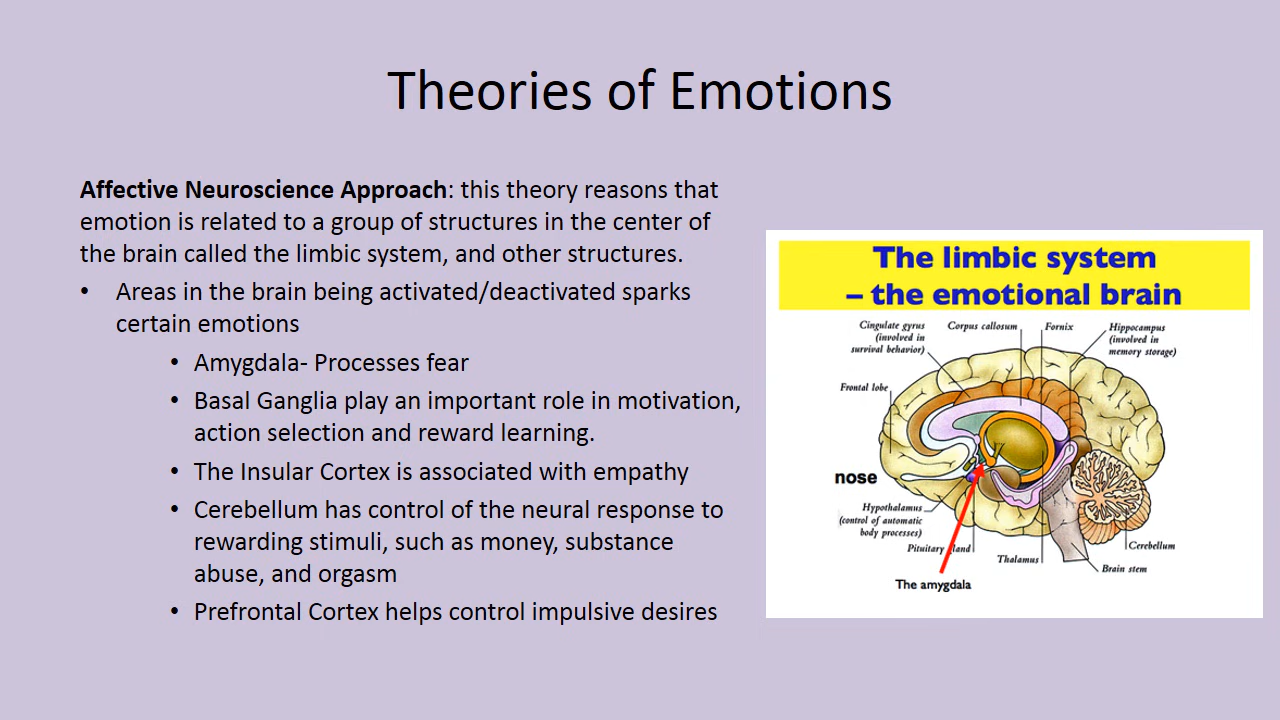 Theories of Emotions
Affective Neuroscience Approach: this theory reasons that
emotion is related to a group of structures in the center of
the brain called the limbic system, and other structures.
• Areas in the brain being activated/deactivated sparks
certain emotions
• Amygdala- Processes fear
• Basal Ganglia play an important role in motivation,
action selection and reward learning.
• The Insular Cortex is associated with empathy
• Cerebellum has control of the neural response to
rewarding stimuli, such as money, substance
abuse, and orgasm
• Prefrontal Cortex helps control impulsive desires
The limbic system
– the emotional brain
Cingulate gyrus
(involved in
survival behavior)
Corpus callosum
Fornix
Hippocampus
(involved in
memory storage)
Frontal lobe
nose
Hypothalamus
(control of automatic
body processes)
Pituitary gland
Thalamus
Cerebellum
Brain stem
The amygdala